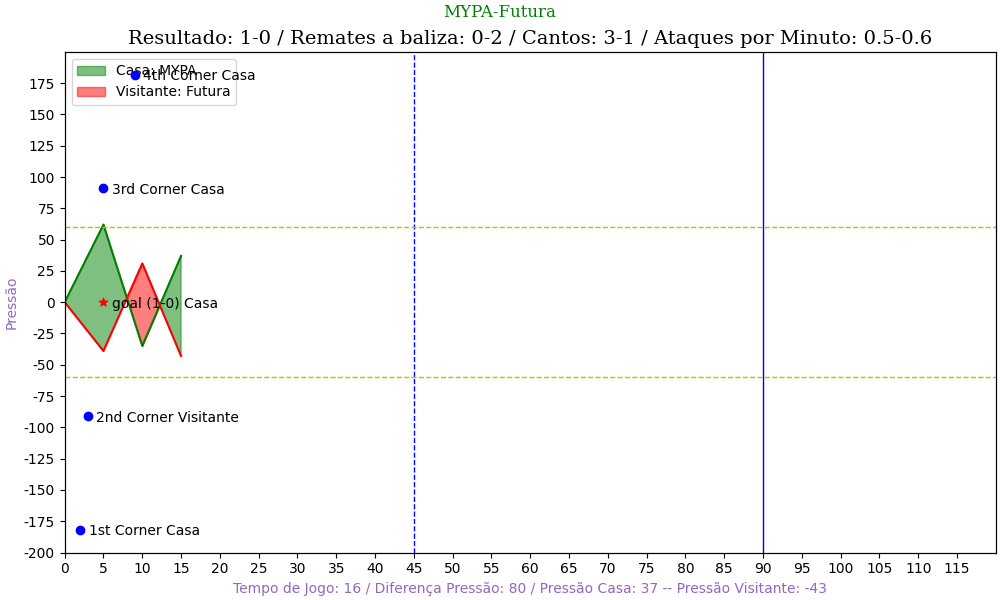 MYPA-Futura
Resultado: 1-0 / Remates a baliza: 0-2 / Cantos: 3-1 / Ataques por Minuto: 0.5-0.6
Casa: MYPA
4th Corner Casa
Visitante: Futura
3rd Corner Casa
goal (1-0) Casa
2nd Corner Visitante
1st Corner Casa
Pressão
175
150
125
100
75
50
25
0
-25
-50
-75
-100
-125
-150
-175
-200
0 5 10 15 20 25 30 35 40 45 50 55 60 65 70 75 80 85 90 95 100 105 110 115
Tempo de Jogo: 16 / Diferença Pressão: 80 / Pressão Casa: 37 -- Pressão Visitante: -43